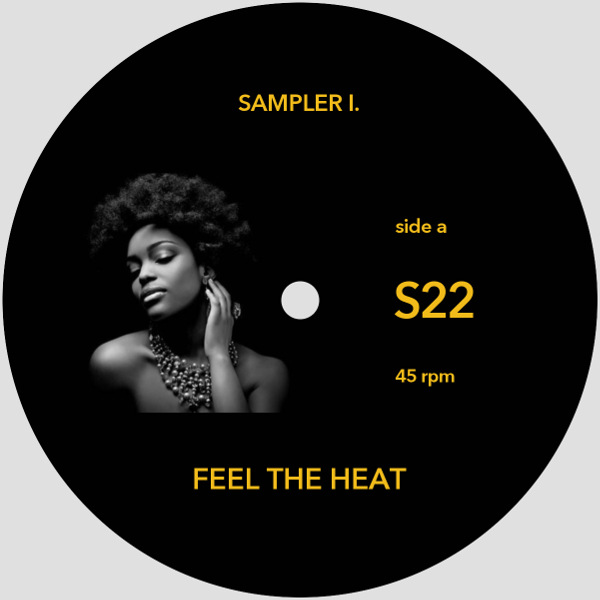 SAMPLER I.
side a
S22
45 rpm
FEEL THE HEAT